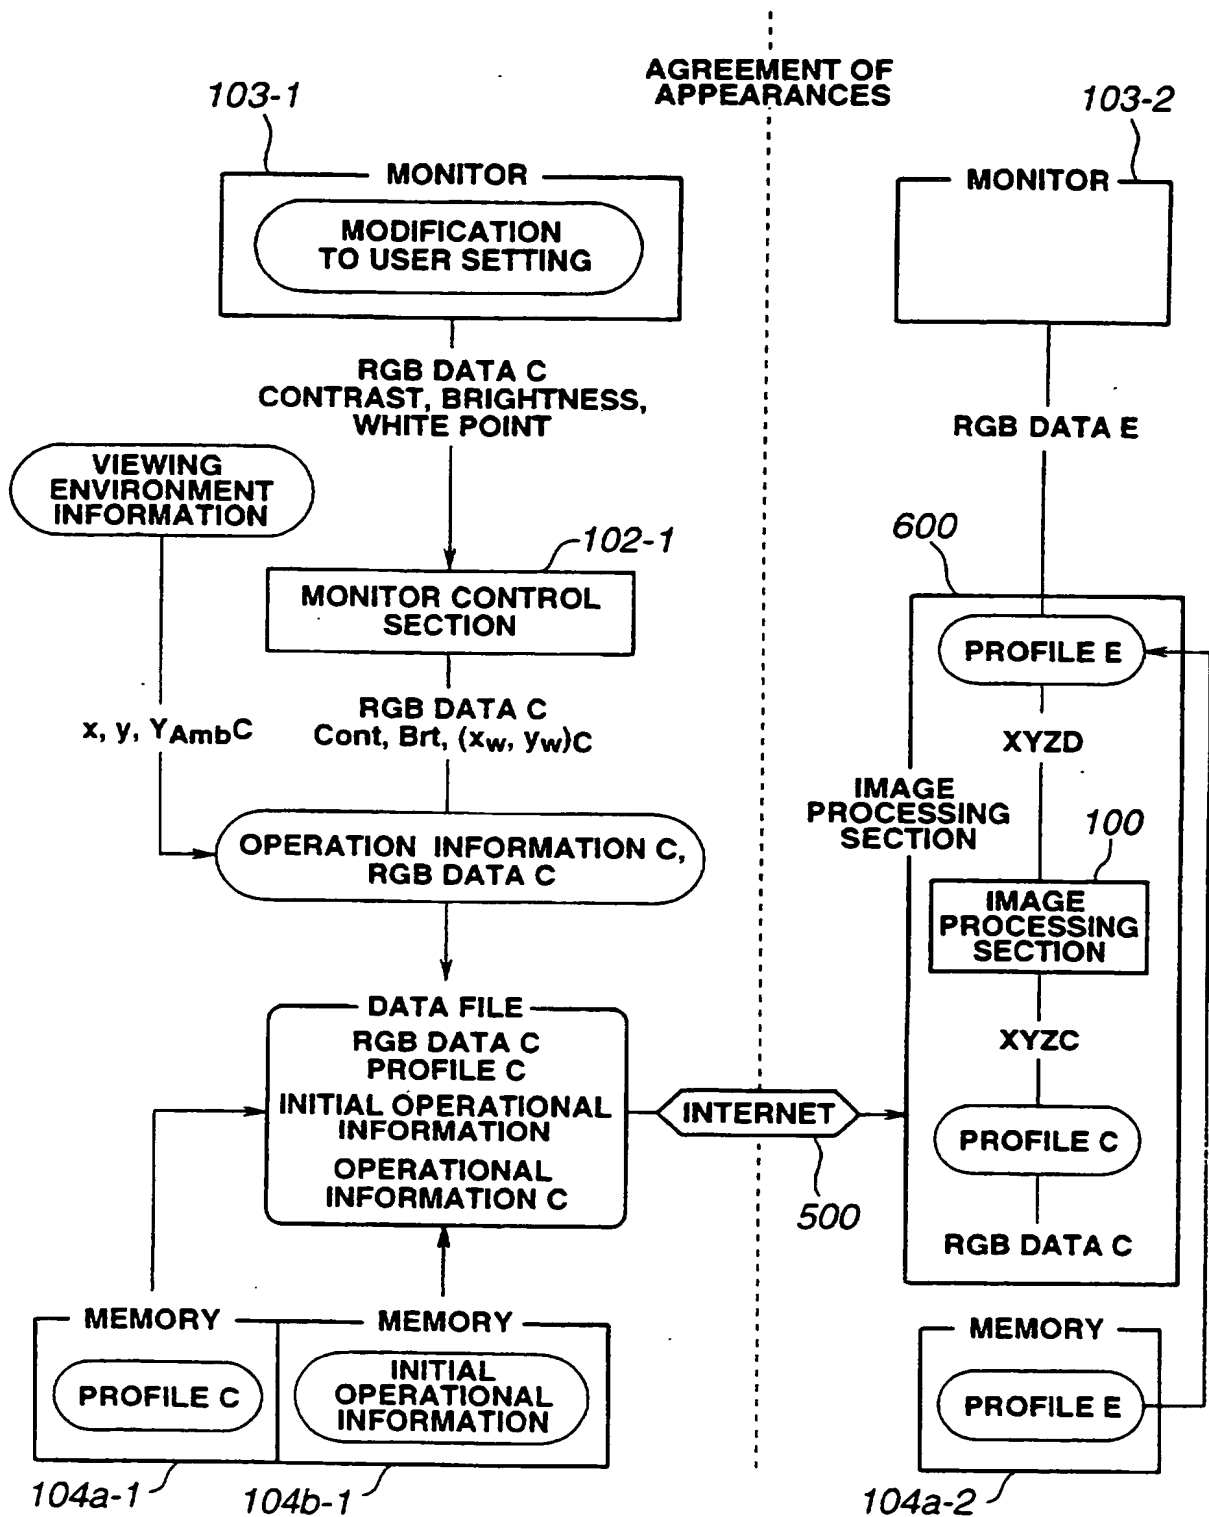 AGREEMENT OF
APPEARANCES
103-1
MONITOR
MODIFICATION
TO USER SETTING
RGB DATA C
CONTRAST, BRIGHTNESS,
WHITE POINT
VIEWING
ENVIRONMENT
INFORMATION
102-1
MONITOR CONTROL
SECTION
x, y, YAmbC
RGB DATA C
Cont, Brt, (xw, yw)C
OPERATION INFORMATION C,
RGB DATA C
DATA FILE
RGB DATA C
PROFILE C
INITIAL OPERATIONAL
INFORMATION
OPERATIONAL
INFORMATION C
MEMORY
PROFILE C
104a-1
MEMORY
INITIAL
OPERATIONAL
INFORMATION
104b-1
INTERNET
500
103-2
MONITOR
RGB DATA E
600
PROFILE E
XYZD
IMAGE
PROCESSING
SECTION
100
IMAGE
PROCESSING
SECTION
XYZC
PROFILE C
RGB DATA C
MEMORY
PROFILE E
104a-2